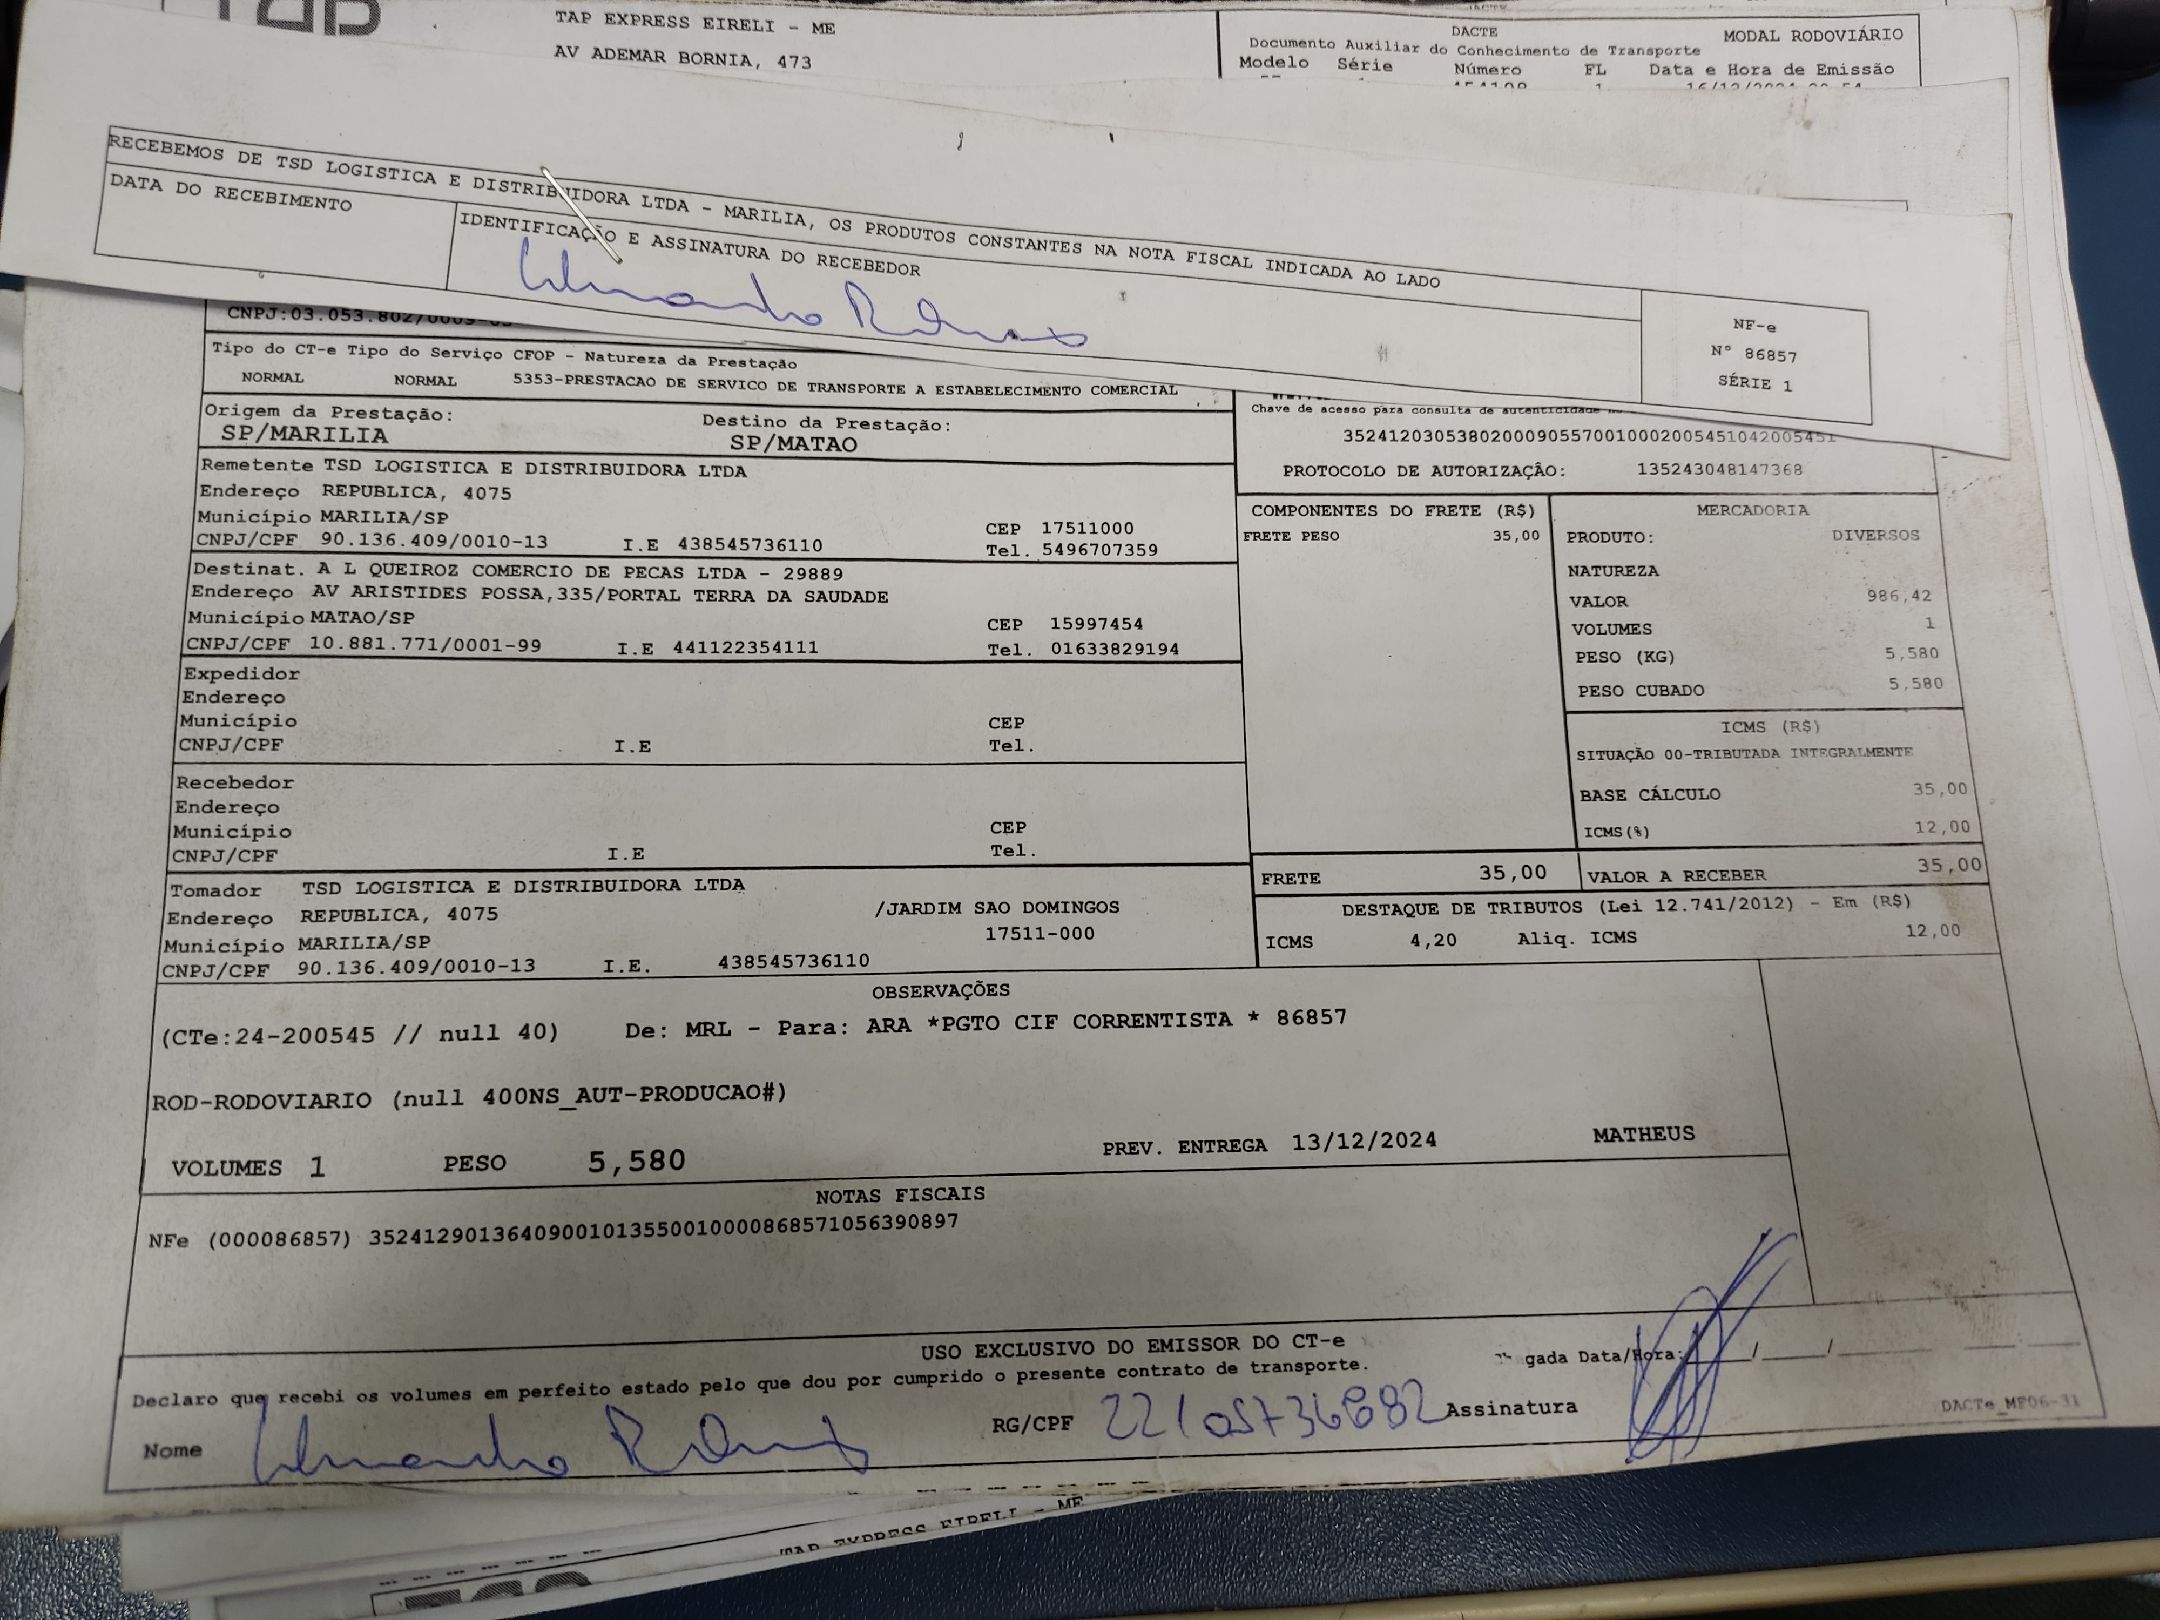 TAP EXPRESS EIRELI - ME
AV ADEMAR BORNIA, 473
DACTE
MODAL RODOVIÁRIO
Documento Auxiliar do Conhecimento de Transporte
Modelo Série Número FL Data e Hora de Emissão
RECEBEMOS DE TSD LOGISTICA E DISTRIBUIDORA LTDA - MARILIA, OS PRODUTOS CONSTANTES NA NOTA FISCAL INDICADA AO LADO
DATA DO RECEBIMENTO
IDENTIFICAÇÃO E ASSINATURA DO RECEBEDOR
NF-e
N° 86857
SÉRIE 1
Tipo do CT-e Tipo do Serviço CFOP - Natureza da Prestação
NORMAL NORMAL 5353-PRESTACAO DE SERVICO DE TRANSPORTE A ESTABELECIMENTO COMERCIAL
Origem da Prestação: Destino da Prestação:
SP/MARILIA SP/MATAO
Chave de acesso para consulta de autenticidade
35241203053802000905570010002005451042005451
PROTOCOLO DE AUTORIZAÇÃO: 135243048147368
Remetente TSD LOGISTICA E DISTRIBUIDORA LTDA
Endereço REPUBLICA, 4075
Município MARILIA/SP CEP 17511000
CNPJ/CPF 90.136.409/0010-13 I.E 438545736110 Tel. 5496707359
Destinat. A L QUEIROZ COMERCIO DE PECAS LTDA - 29889
Endereço AV ARISTIDES POSSA,335/PORTAL TERRA DA SAUDADE
Município MATAO/SP CEP 15997454
CNPJ/CPF 10.881.771/0001-99 I.E 441122354111 Tel. 01633829194
Expedidor
Endereço
Município CEP
CNPJ/CPF I.E Tel.
Recebedor
Endereço
Município CEP
CNPJ/CPF I.E Tel.
Tomador TSD LOGISTICA E DISTRIBUIDORA LTDA
Endereço REPUBLICA, 4075 /JARDIM SAO DOMINGOS
Município MARILIA/SP 17511-000
CNPJ/CPF 90.136.409/0010-13 I.E. 438545736110
COMPONENTES DO FRETE (R$)
FRETE PESO 35,00
MERCADORIA
PRODUTO: DIVERSOS
NATUREZA
VALOR 986,42
VOLUMES 1
PESO (KG) 5,580
PESO CUBADO 5,580
ICMS (R$)
SITUAÇÃO 00-TRIBUTADA INTEGRALMENTE
BASE CÁLCULO 35,00
ICMS(%) 12,00
FRETE 35,00 VALOR A RECEBER 35,00
DESTAQUE DE TRIBUTOS (Lei 12.741/2012) - Em (R$)
ICMS 4,20 Aliq. ICMS 12,00
OBSERVAÇÕES
(CTe:24-200545 // null 40) De: MRL - Para: ARA *PGTO CIF CORRENTISTA * 86857
ROD-RODOVIARIO (null 400NS_AUT-PRODUCAO#)
VOLUMES 1 PESO 5,580 PREV. ENTREGA 13/12/2024 MATHEUS
NOTAS FISCAIS
NFe (000086857) 35241290136409001013550010000868571056390897
USO EXCLUSIVO DO EMISSOR DO CT-e
Declaro que recebi os volumes em perfeito estado pelo que dou por cumprido o presente contrato de transporte.
gada Data/Hora: / /
Nome RG/CPF Assinatura
DACTe_MP06-31
TAP EXPRESS EIRELI - ME